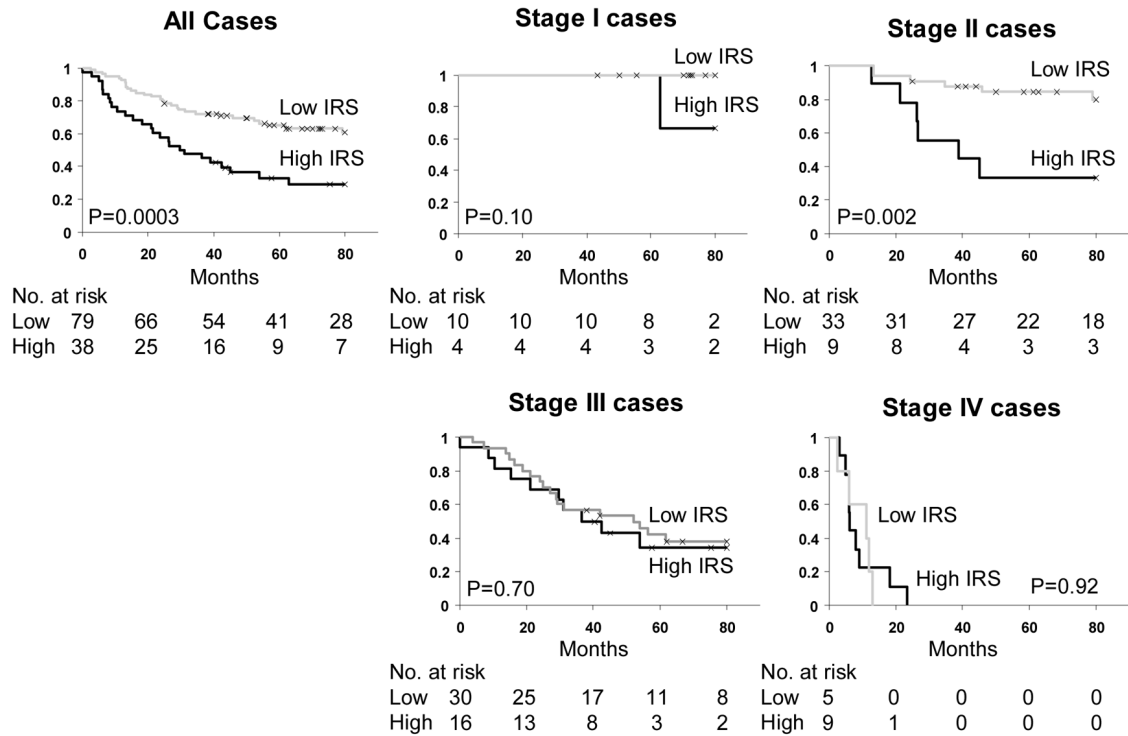 All Cases
1
0.8
0.6
0.4
0.2
0
Low IRS
High IRS
P=0.0003
0 20 40 60 80
Months
No. at risk
Low 79 66 54 41 28
High 38 25 16 9 7
Stage I cases
1
0.8
0.6
0.4
0.2
0
Low IRS
High IRS
P=0.10
0 20 40 60 80
Months
No. at risk
Low 10 10 10 8 2
High 4 4 4 3 2
Stage II cases
1
0.8
0.6
0.4
0.2
0
Low IRS
High IRS
P=0.002
0 20 40 60 80
Months
No. at risk
Low 33 31 27 22 18
High 9 8 4 3 3
Stage III cases
1
0.8
0.6
0.4
0.2
0
Low IRS
High IRS
P=0.70
0 20 40 60 80
Months
No. at risk
Low 30 25 17 11 8
High 16 13 8 3 2
Stage IV cases
1
0.8
0.6
0.4
0.2
0
Low IRS
High IRS
P=0.92
0 20 40 60 80
Months
No. at risk
Low 5 0 0 0 0
High 9 1 0 0 0